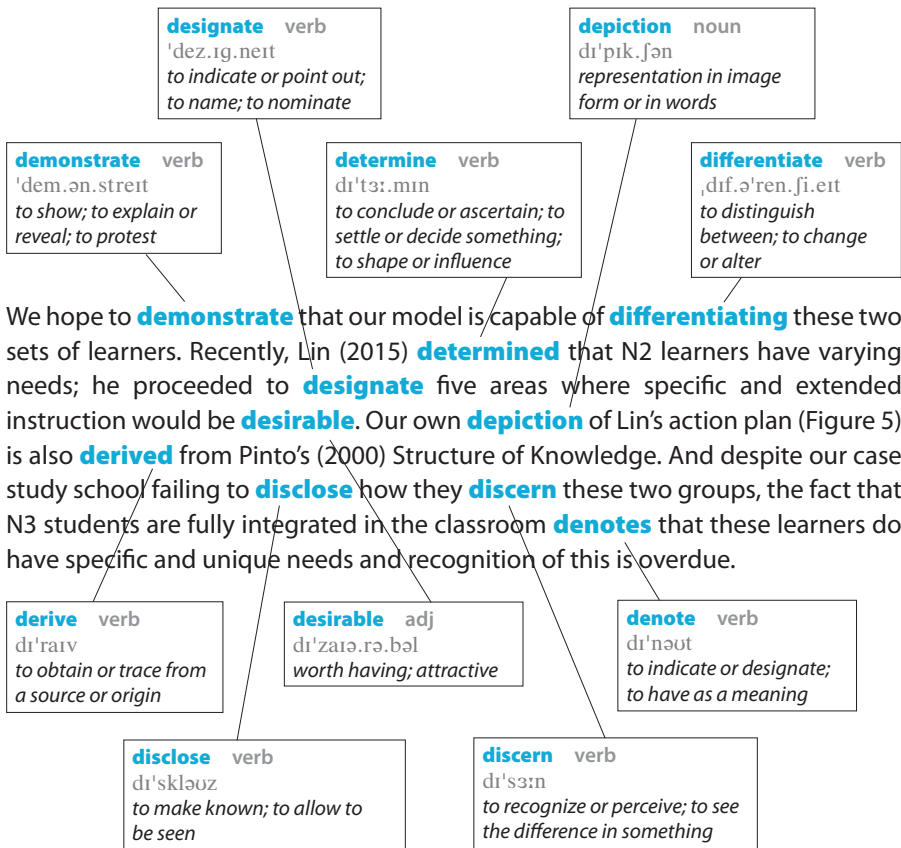 designate verb
ˈdez.ɪɡ.neɪt
to indicate or point out;
to name; to nominate
depiction noun
dɪˈpɪk.ʃən
representation in image
form or in words
demonstrate verb
ˈdem.ən.streɪt
to show; to explain or
reveal; to protest
determine verb
dɪˈtɜː.mɪn
to conclude or ascertain; to
settle or decide something;
to shape or influence
differentiate verb
ˌdɪf.əˈren.ʃi.eɪt
to distinguish
between; to change
or alter
We hope to demonstrate that our model is capable of differentiating these two
sets of learners. Recently, Lin (2015) determined that N2 learners have varying
needs; he proceeded to designate five areas where specific and extended
instruction would be desirable. Our own depiction of Lin’s action plan (Figure 5)
is also derived from Pinto’s (2000) Structure of Knowledge. And despite our case
study school failing to disclose how they discern these two groups, the fact that
N3 students are fully integrated in the classroom denotes that these learners do
have specific and unique needs and recognition of this is overdue.
derive verb
dɪˈraɪv
to obtain or trace from
a source or origin
desirable adj
dɪˈzaɪə.rə.bəl
worth having; attractive
denote verb
dɪˈnəʊt
to indicate or designate;
to have as a meaning
disclose verb
dɪˈskləʊz
to make known; to allow to
be seen
discern verb
dɪˈsɜːn
to recognize or perceive; to see
the difference in something